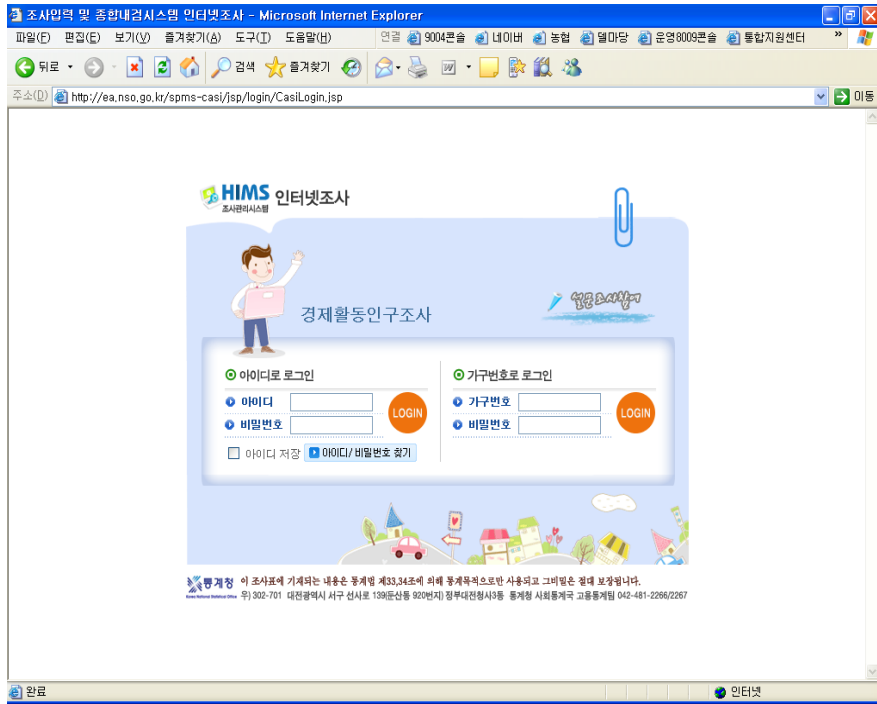 조사입력 및 종합내검시스템 인터넷조사 - Microsoft Internet Explorer
파일(F) 편집(E) 보기(V) 즐겨찾기(A) 도구(T) 도움말(H) 연결 9004콘솔 네이버 농협 델마당 운영8009콘솔 통합지원센터 »
뒤로 검색 즐겨찾기
주소(D) http://ea.nso.go.kr/spms-casi/jsp/login/CasiLogin.jsp 이동
HIMS 인터넷조사
조사관리시스템
경제활동인구조사 설문조사참여
아이디로 로그인 가구번호로 로그인
아이디 가구번호
LOGIN LOGIN
비밀번호 비밀번호
아이디 저장 아이디/ 비밀번호 찾기
통계청 이 조사표에 기재되는 내용은 통계법 제33,34조에 의해 통계목적으로만 사용되고 그비밀은 절대 보장됩니다.
Korea National Statistical Office 우) 302-701 대전광역시 서구 선사로 139(둔산동 920번지) 정부대전청사3동 통계청 사회통계국 고용통계팀 042-481-2266/2267
완료 인터넷